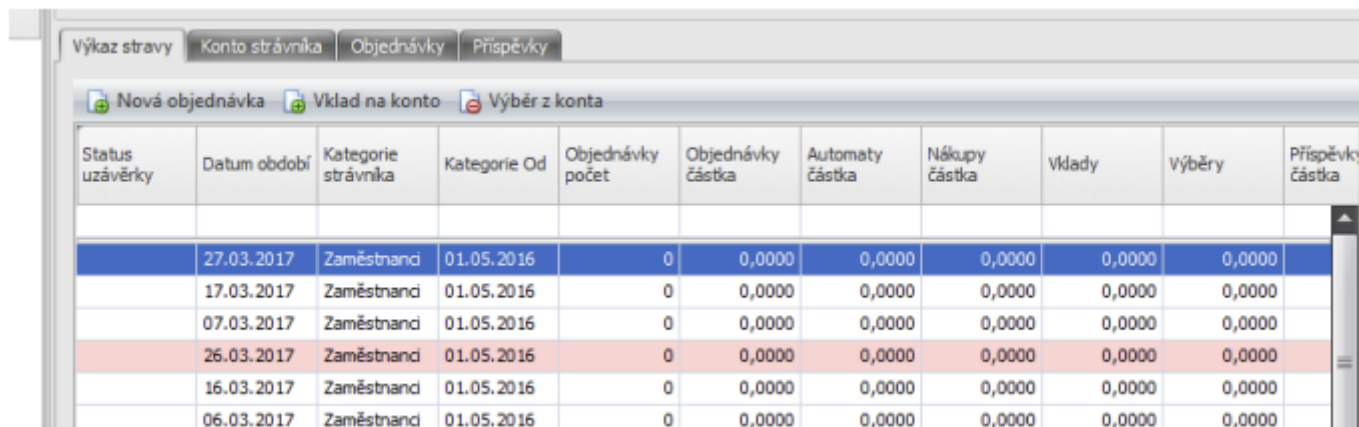 Výkaz stravy Konto strávníka Objednávky Příspěvky
Nová objednávka Vklad na konto Výběr z konta
Status uzávěrky Datum období Kategorie strávníka Kategorie Od Objednávky počet Objednávky částka Automaty částka Nákupy částka Vklady Výběry Příspěvky částka
27.03.2017 Zaměstnanci 01.05.2016 0 0,0000 0,0000 0,0000 0,0000 0,0000
17.03.2017 Zaměstnanci 01.05.2016 0 0,0000 0,0000 0,0000 0,0000 0,0000
07.03.2017 Zaměstnanci 01.05.2016 0 0,0000 0,0000 0,0000 0,0000 0,0000
26.03.2017 Zaměstnanci 01.05.2016 0 0,0000 0,0000 0,0000 0,0000 0,0000
16.03.2017 Zaměstnanci 01.05.2016 0 0,0000 0,0000 0,0000 0,0000 0,0000
06.03.2017 Zaměstnanci 01.05.2016 0 0,0000 0,0000 0,0000 0,0000 0,0000